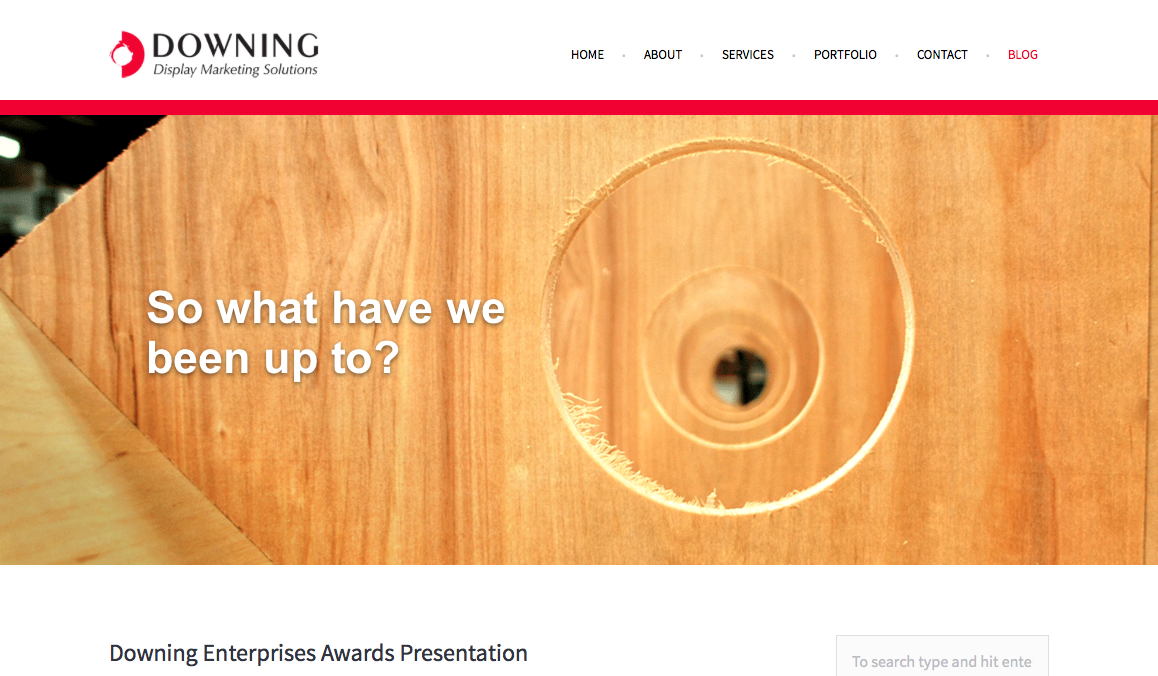 DOWNING
Display Marketing Solutions
HOME • ABOUT • SERVICES • PORTFOLIO • CONTACT • BLOG
So what have we
been up to?
Downing Enterprises Awards Presentation
To search type and hit ente